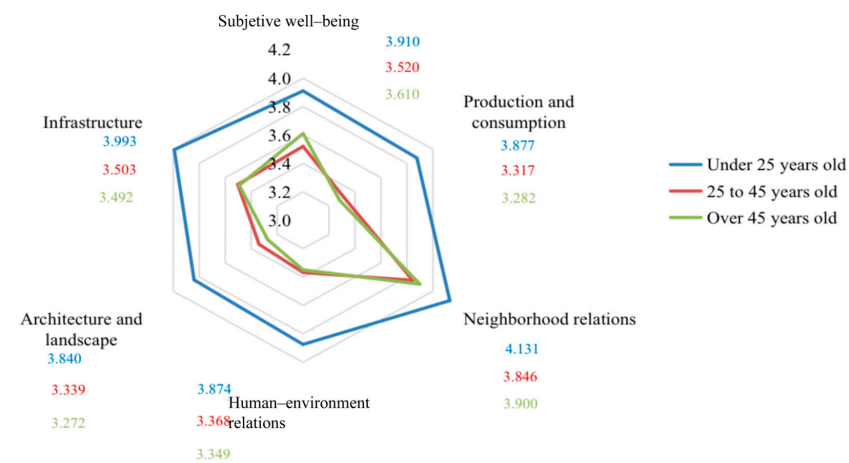 Subjetive well–being
4.2
4.0
3.8
3.6
3.4
3.2
3.0
3.910
3.520
3.610
Production and
consumption
3.877
3.317
3.282
Infrastructure
3.993
3.503
3.492
Under 25 years old
25 to 45 years old
Over 45 years old
Neighborhood relations
4.131
3.846
3.900
Architecture and
landscape
3.840
3.339
3.272
Human–environment
relations
3.874
3.368
3.349